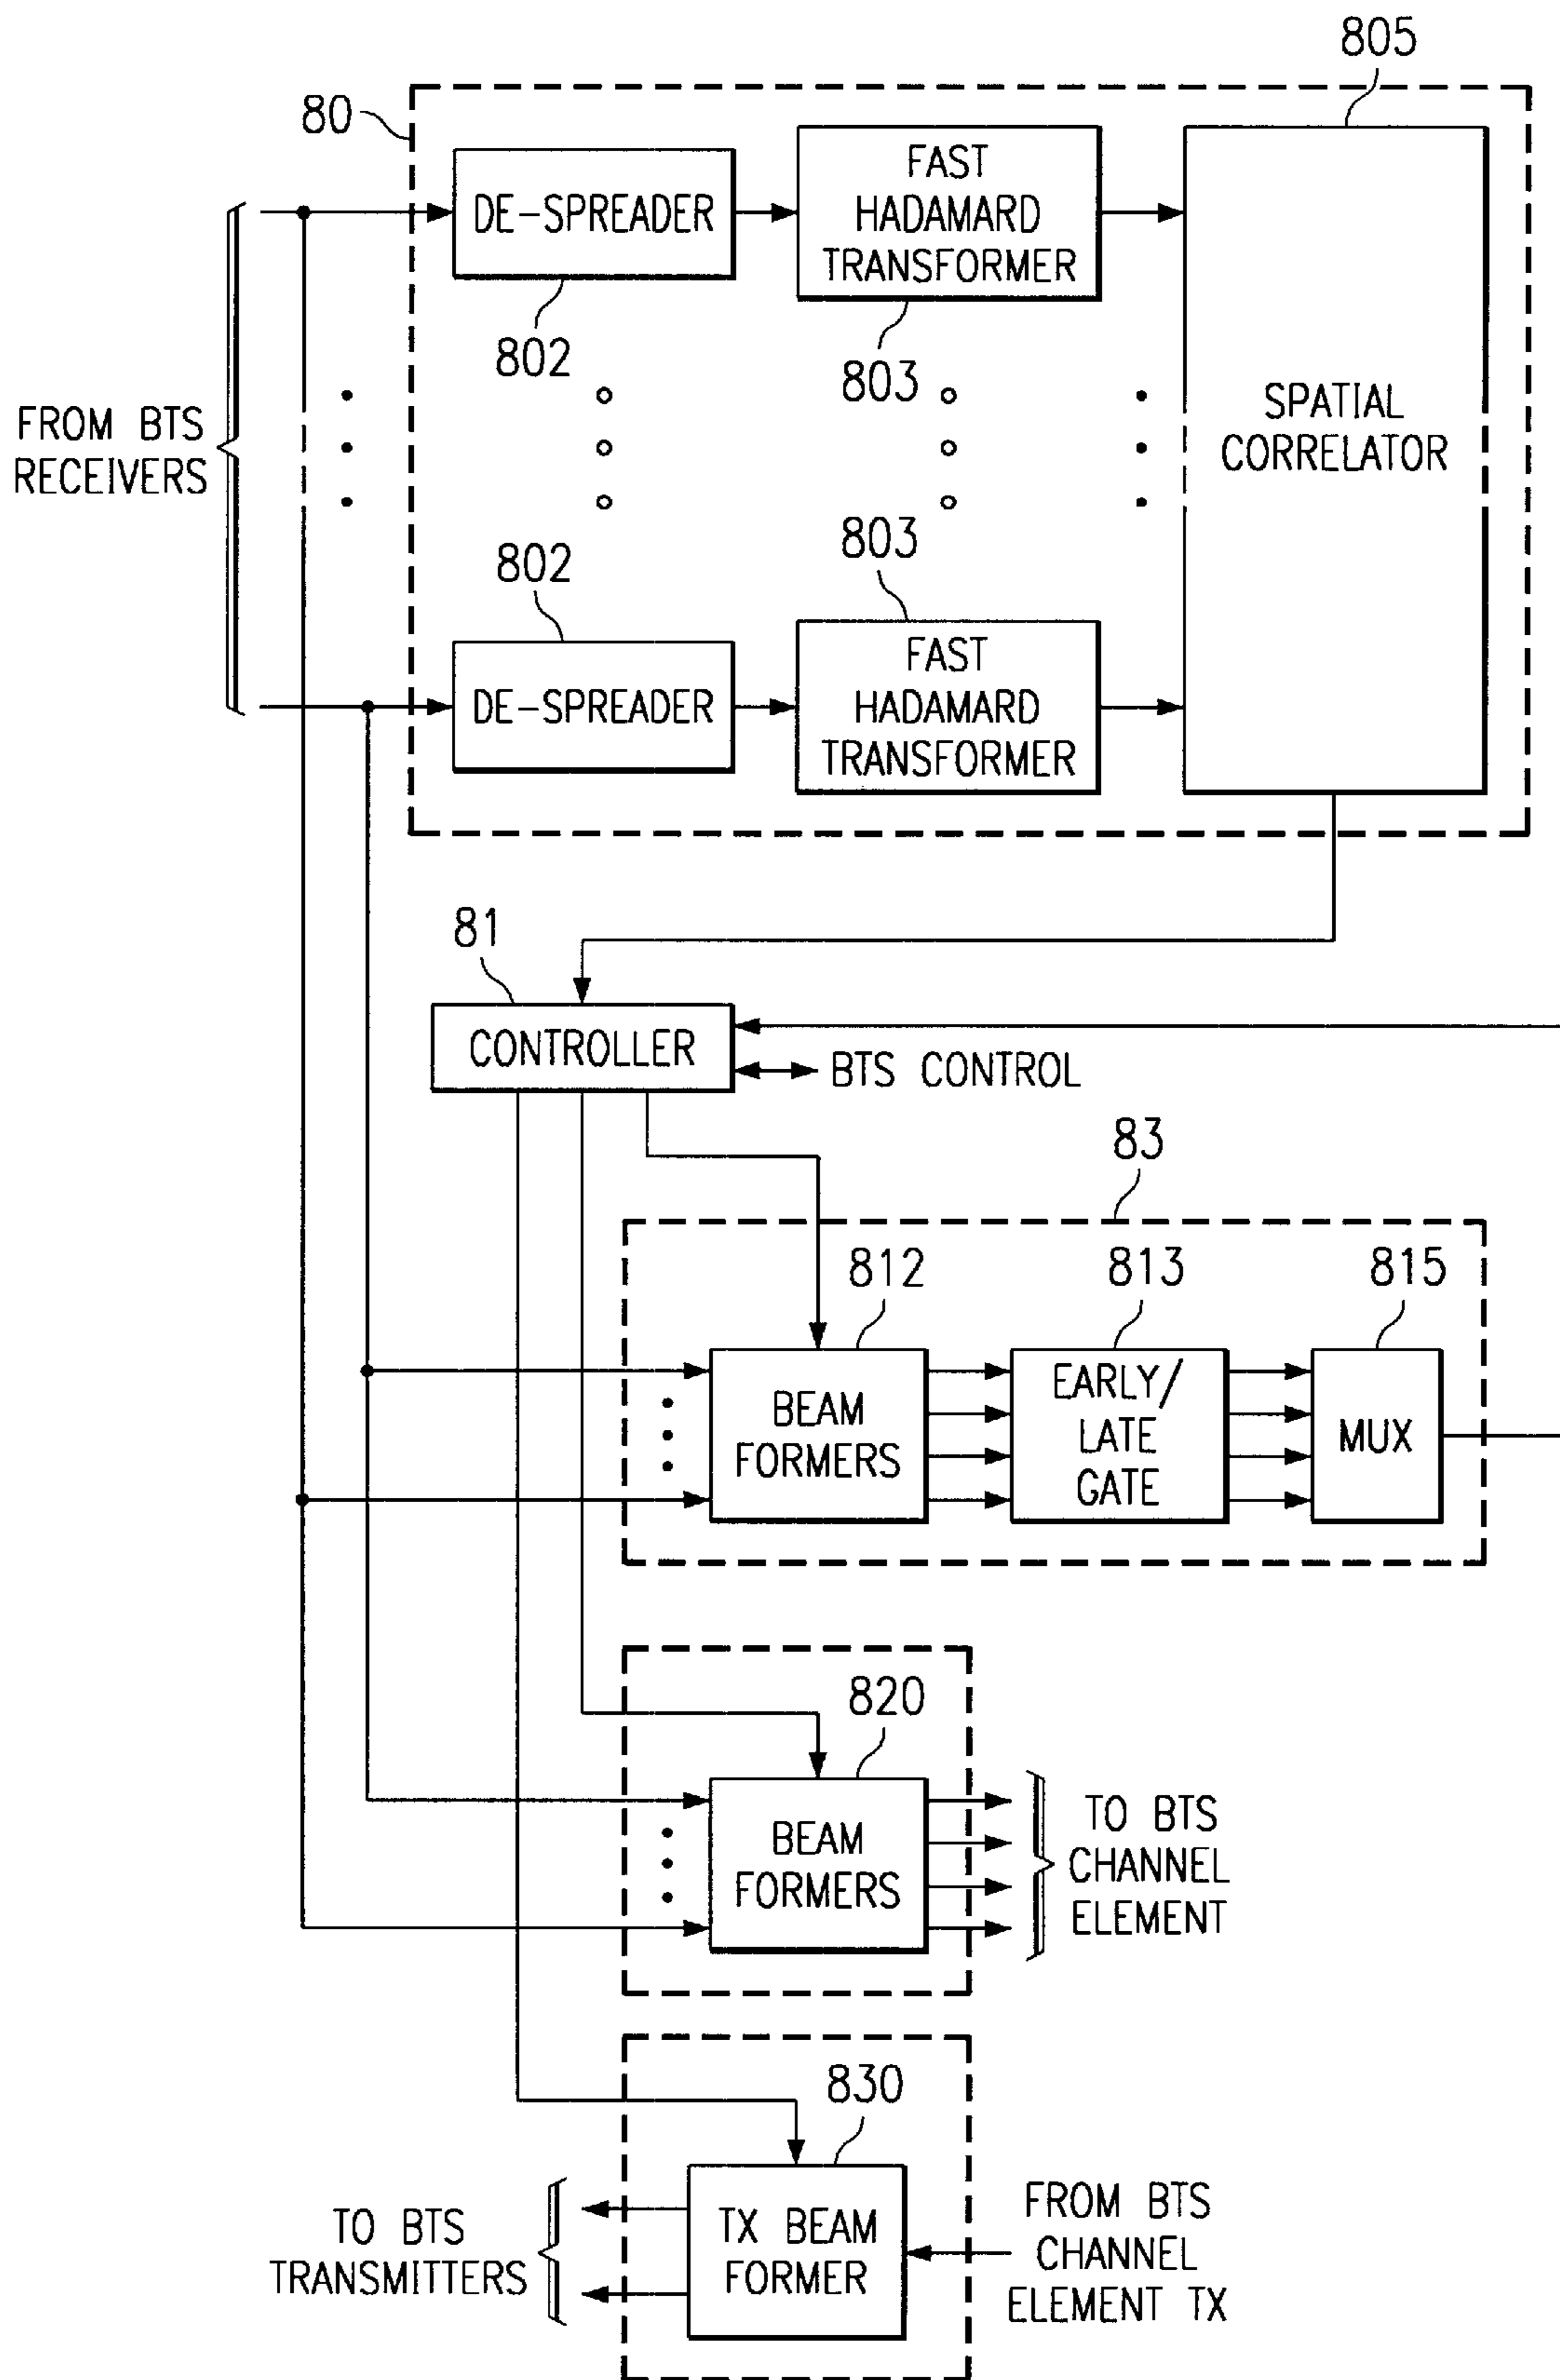 805
80
DE-SPREADER
FAST
HADAMARD
TRANSFORMER
802
803
FROM BTS
RECEIVERS
SPATIAL
CORRELATOR
802
803
DE-SPREADER
FAST
HADAMARD
TRANSFORMER
81
CONTROLLER
BTS CONTROL
83
812
813
815
BEAM
FORMERS
EARLY/
LATE
GATE
MUX
820
BEAM
FORMERS
TO BTS
CHANNEL
ELEMENT
830
TO BTS
TRANSMITTERS
TX BEAM
FORMER
FROM BTS
CHANNEL
ELEMENT TX